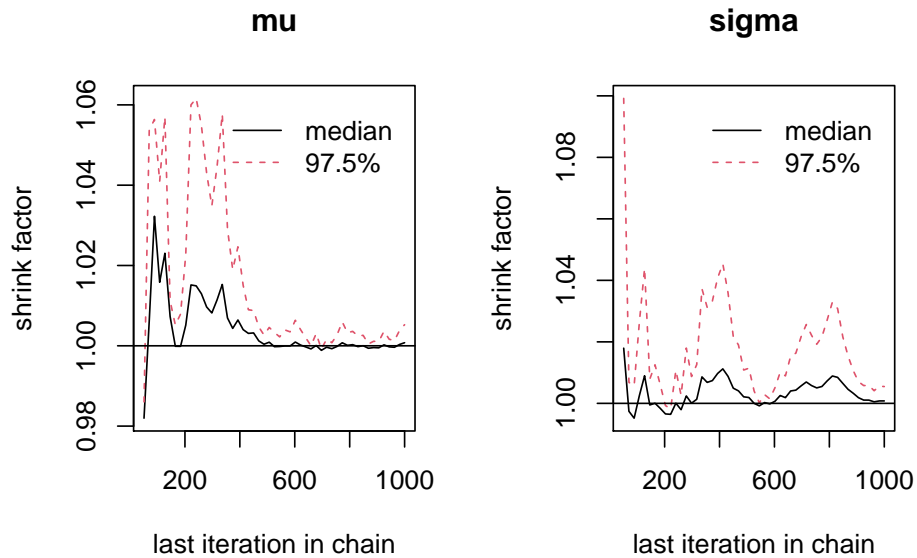 mu
shrink factor
0.98 1.00 1.02 1.04 1.06
median
97.5%
200 600 1000
last iteration in chain
sigma
shrink factor
1.00 1.04 1.08
median
97.5%
200 600 1000
last iteration in chain